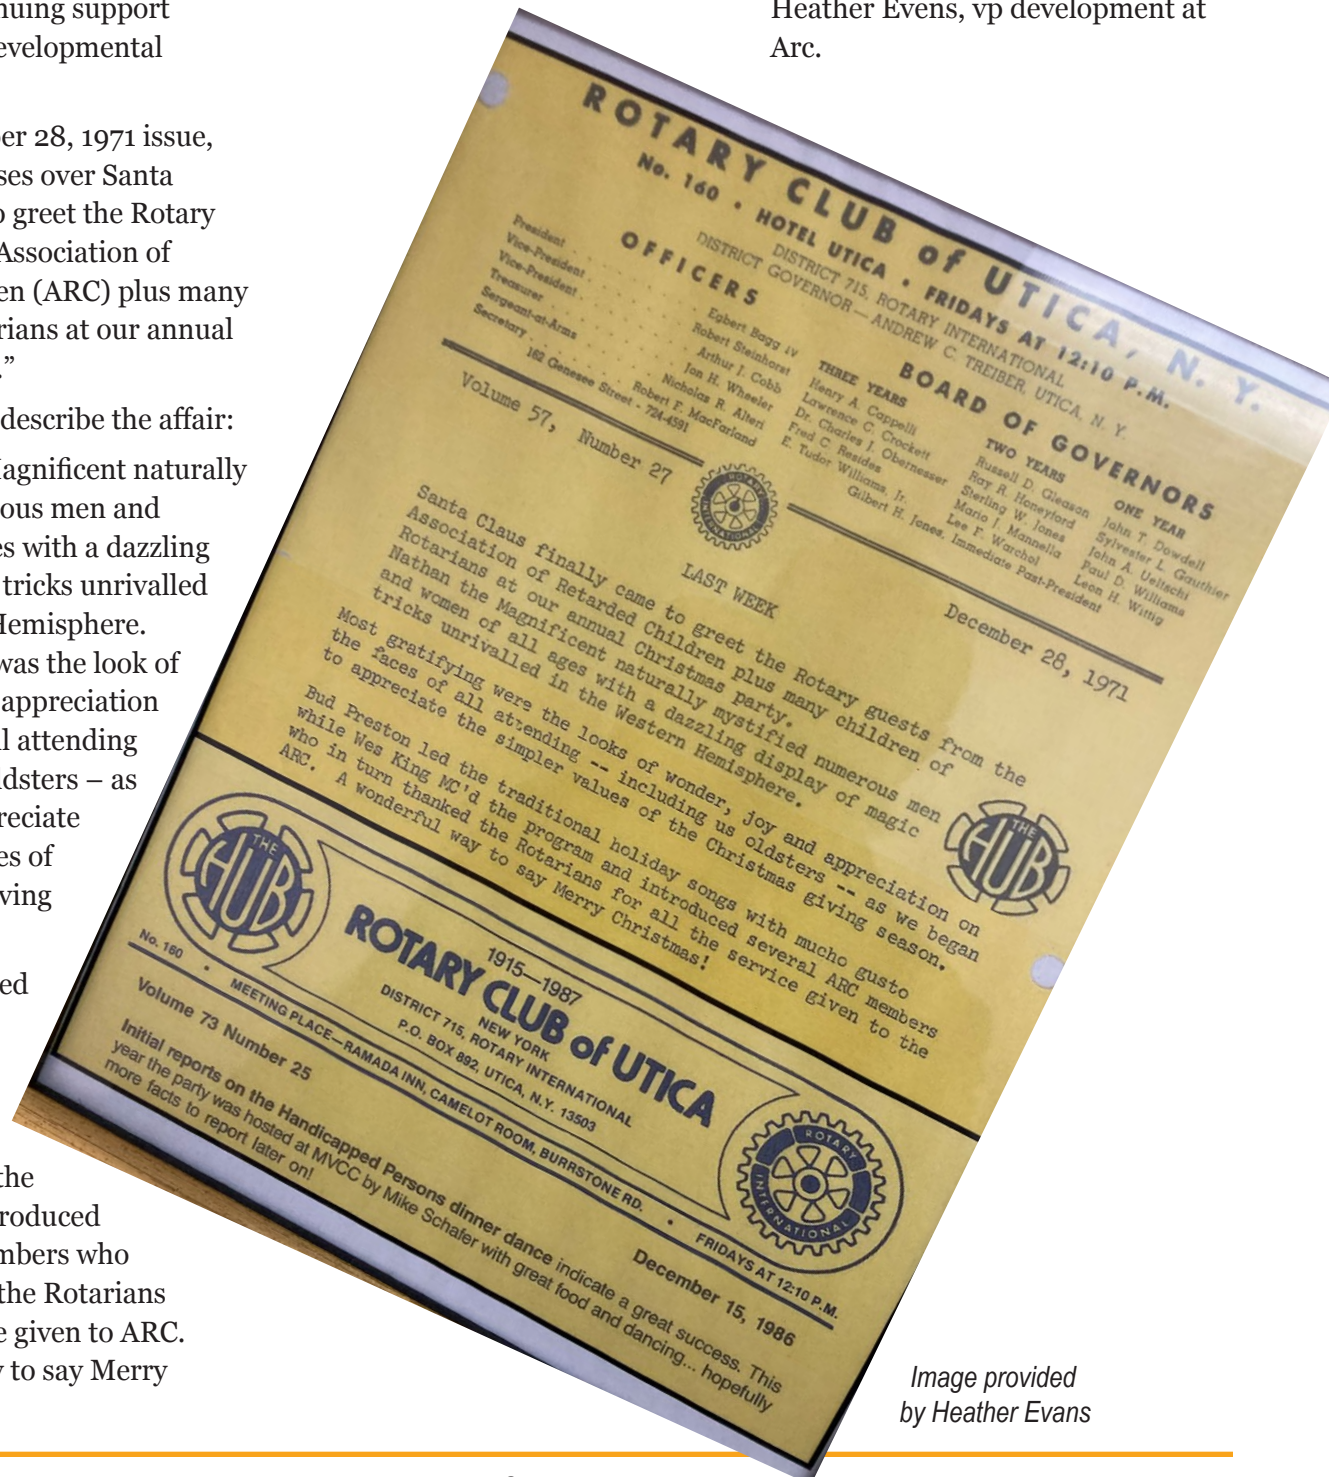 nuing support
evelopmental
er 28, 1971 issue,
ses over Santa
o greet the Rotary
Association of
en (ARC) plus many
rians at our annual
.”
describe the affair:
Magnificent naturally
ous men and
es with a dazzling
tricks unrivalled
Hemisphere.
was the look of
appreciation
ll attending
ldsters – as
preciate
es of
ving
ed
the
roduced
mbers who
the Rotarians
e given to ARC.
y to say Merry
Heather Evens, vp development at
Arc.
ROTARY CLUB of UTICA, N. Y.
No. 160 • HOTEL UTICA • FRIDAYS AT 12:10 P.M.
DISTRICT 715, ROTARY INTERNATIONAL
DISTRICT GOVERNOR — ANDREW C. TREIBER, UTICA, N. Y.
OFFICERS
President . . . Egbert Bagg IV
Vice-President . . . Robert Steinhorst
Vice-President . . . Arthur J. Cobb
Treasurer . . . Jon H. Wheeler
Sergeant-at-Arms . . . Nicholas R. Alteri
Secretary . . . Robert F. MacFarland
162 Genesee Street - 724-4591
BOARD OF GOVERNORS
THREE YEARS
Henry A. Cappelli
Lawrence C. Crockett
Dr. Charles J. Obernesser
Fred C. Resides
E. Tudor Williams, Jr.
TWO YEARS
Russell D. Gleason
Ray R. Honeyford
Sterling W. Jones
Mario J. Mannella
Lee F. Warchol
ONE YEAR
John T. Dowdell
Sylvester L. Gauthier
John A. Ueltschi
Paul D. Williams
Leon H. Wittig
Gilbert H. Jones, Immediate Past-President
Volume 57, Number 27
ROTARY INTERNATIONAL
December 28, 1971
LAST WEEK
Santa Claus finally came to greet the Rotary guests from the
Association of Retarded Children plus many children of
Rotarians at our annual Christmas party.
Nathan the Magnificent naturally mystified numerous men
and women of all ages with a dazzling display of magic
tricks unrivalled in the Western Hemisphere.
Most gratifying were the looks of wonder, joy and appreciation on
the faces of all attending -- including us oldsters -- as we began
to appreciate the simpler values of the Christmas giving season.
Bud Preston led the traditional holiday songs with mucho gusto
while Wes King MC'd the program and introduced several ARC members
who in turn thanked the Rotarians for all the service given to the
ARC. A wonderful way to say Merry Christmas!
THE HUB
THE HUB
1915—1987
ROTARY CLUB of UTICA
NEW YORK
DISTRICT 715, ROTARY INTERNATIONAL
P.O. BOX 892, UTICA, N.Y. 13503
No. 160 • MEETING PLACE—RAMADA INN, CAMELOT ROOM, BURRSTONE RD. • FRIDAYS AT 12:10 P.M.
ROTARY INTERNATIONAL
Volume 73 Number 25
December 15, 1986
Initial reports on the Handicapped Persons dinner dance indicate a great success. This
year the party was hosted at MVCC by Mike Schafer with great food and dancing... hopefully
more facts to report later on!
Image provided
by Heather Evans